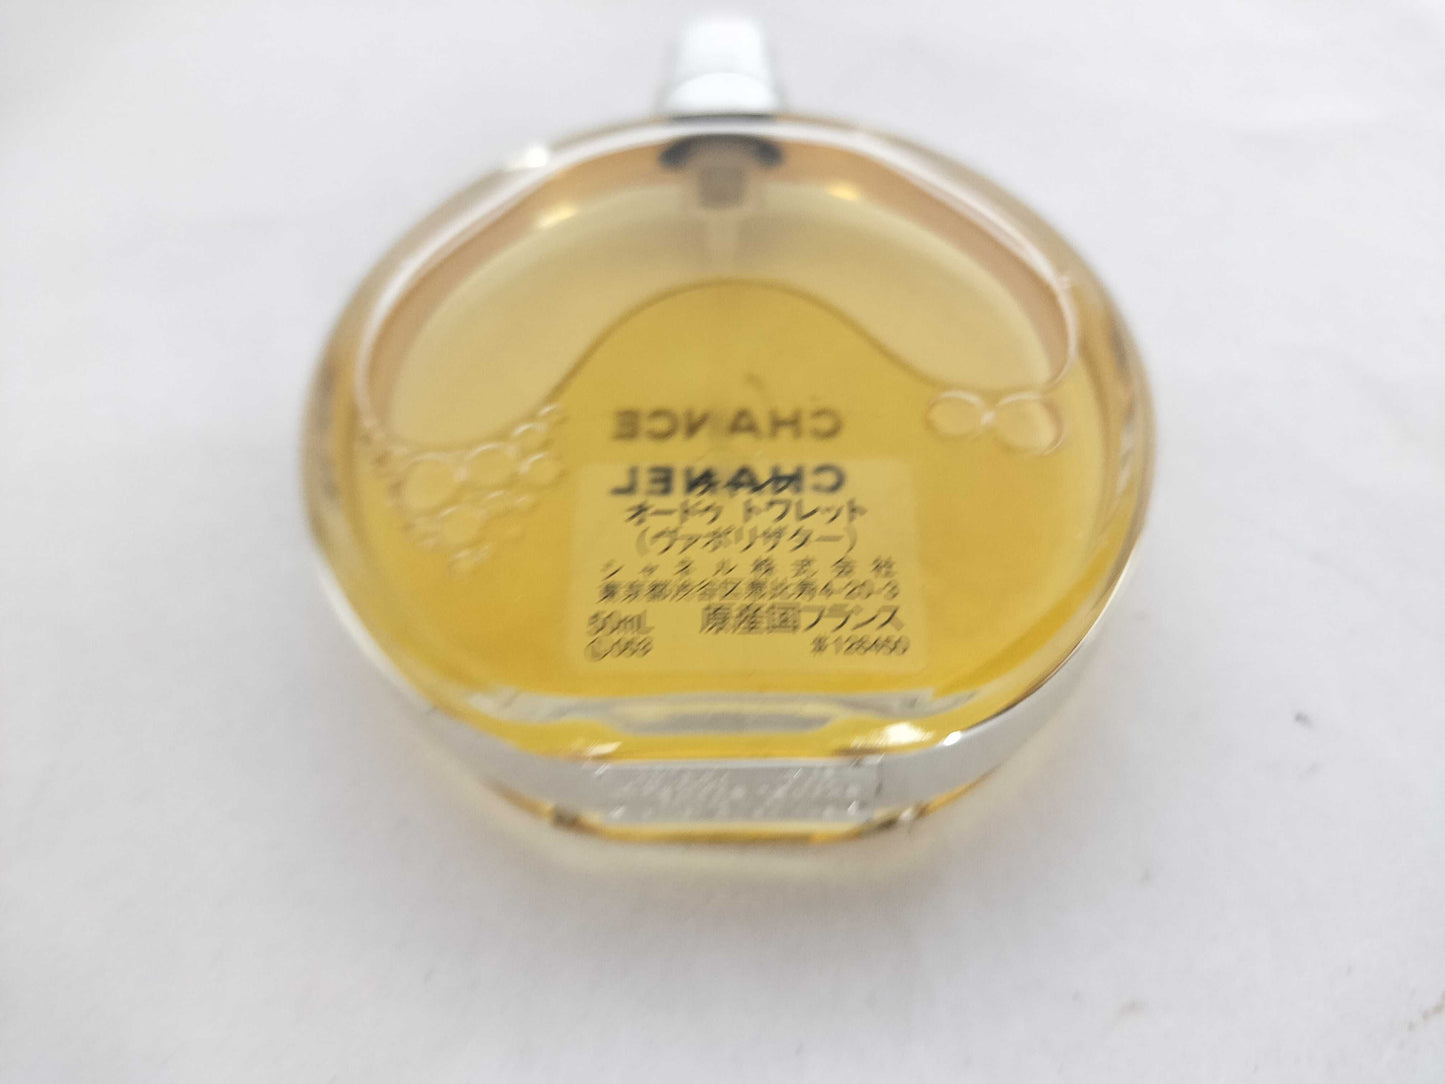 CHANCE
CHANEL
オードゥ トワレット
(ヴァポリザター)
シャネル株式会社
東京都渋谷区恵比寿4-20-3
50mL 原産国フランス